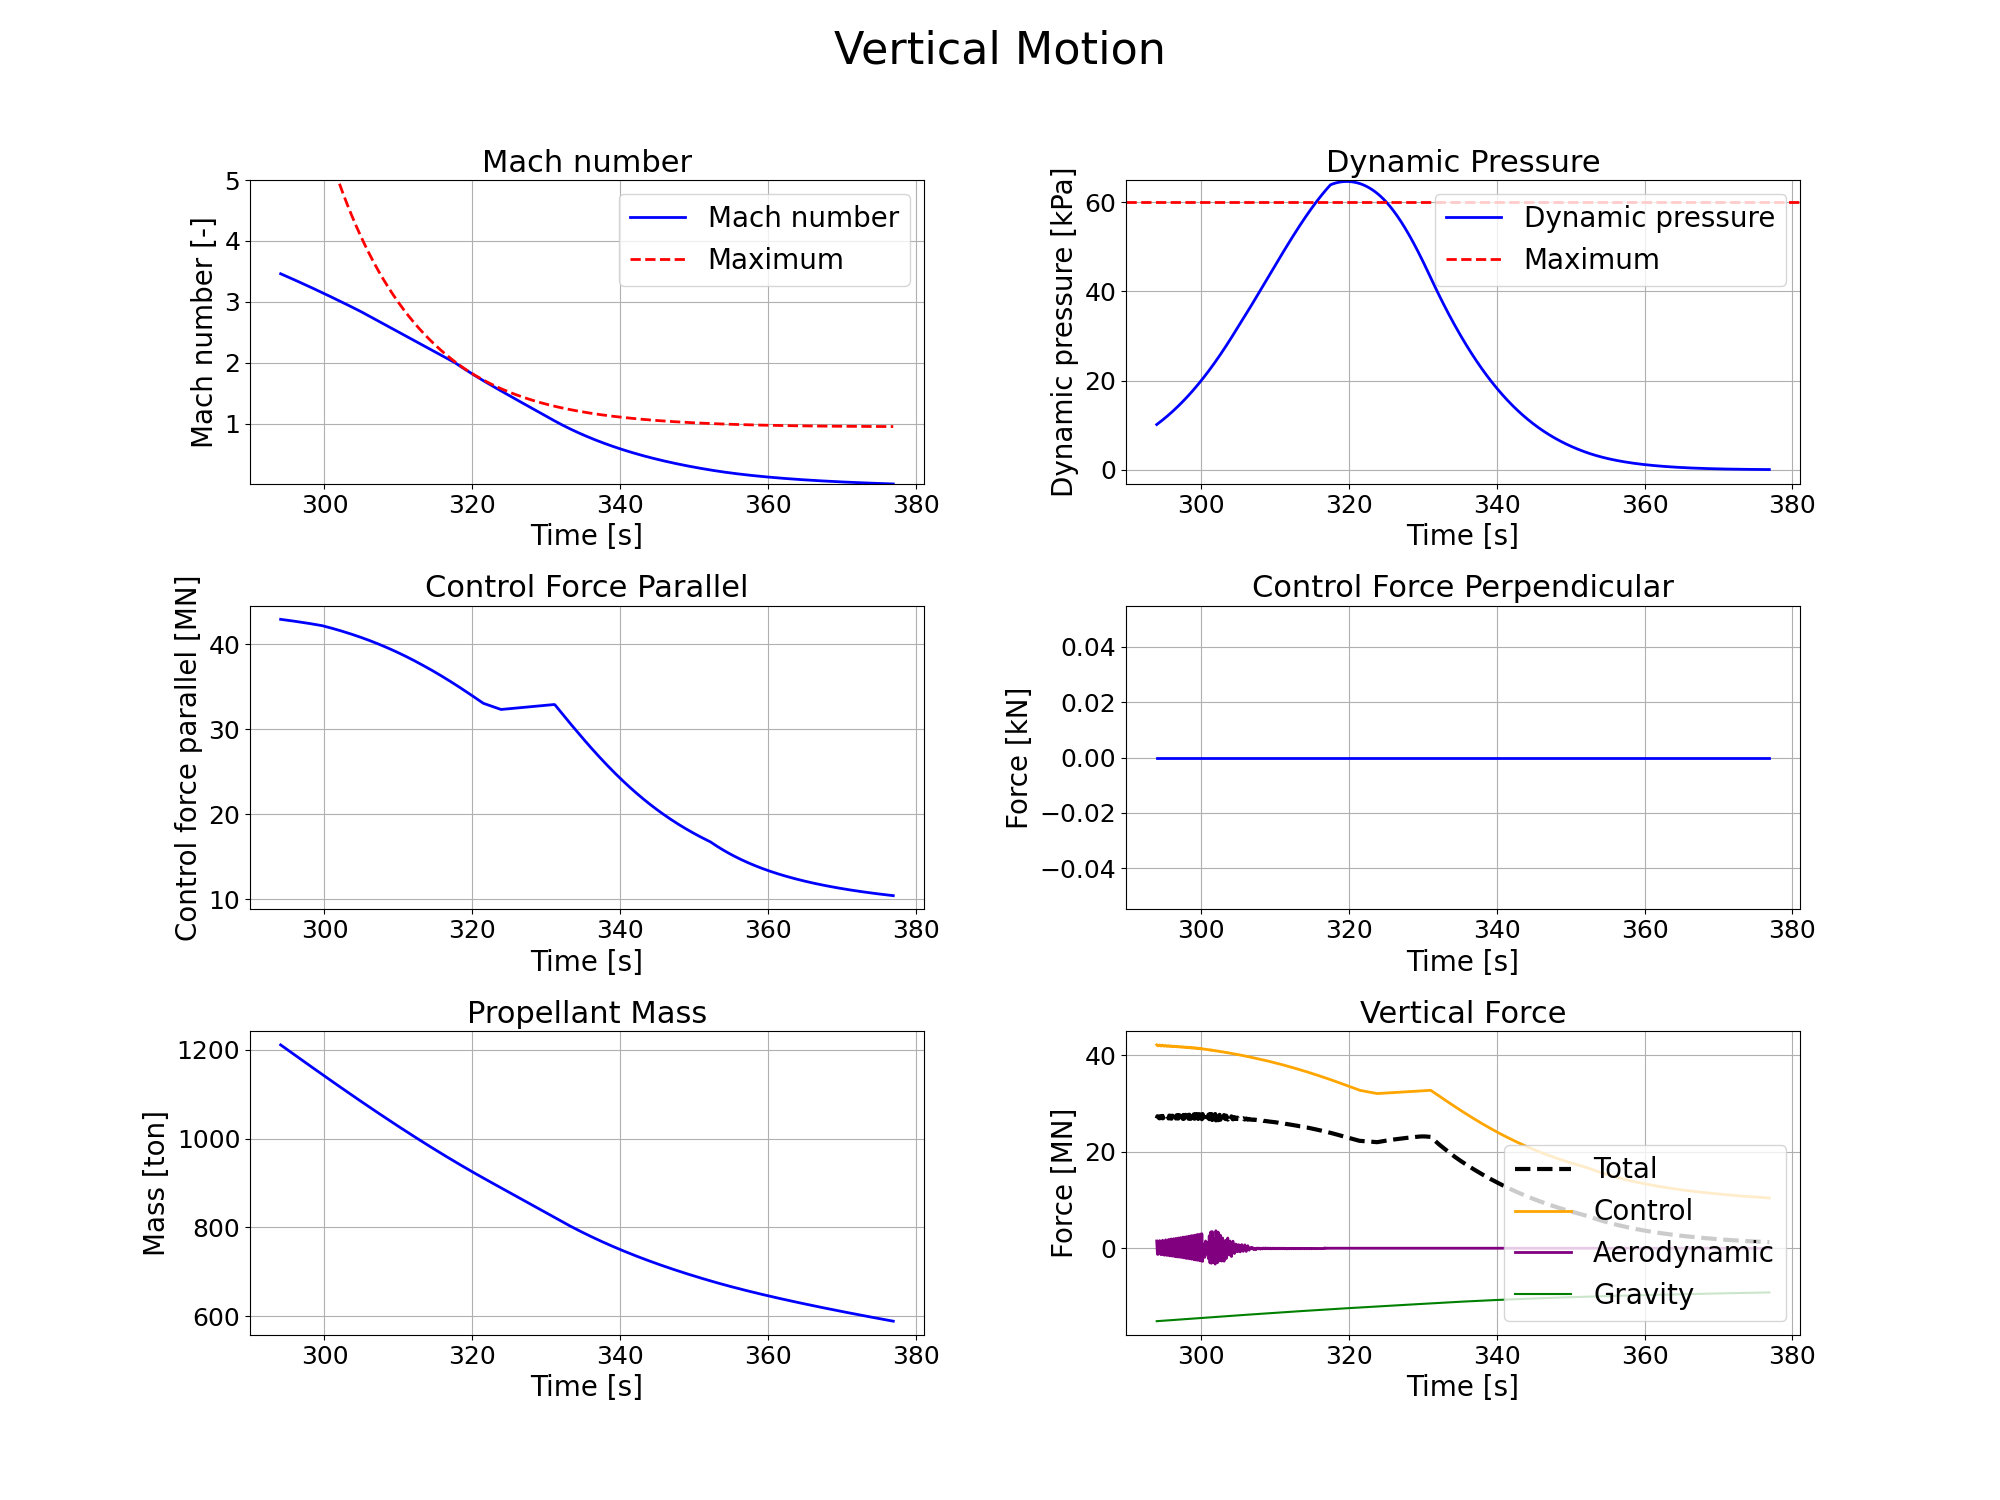 Vertical Motion
Mach number
Mach number [-]
5
4
3
2
1
Mach number
Maximum
300 320 340 360 380
Time [s]
Dynamic Pressure
Dynamic pressure [kPa]
60
40
20
0
Dynamic pressure
Maximum
300 320 340 360 380
Time [s]
Control Force Parallel
Control force parallel [MN]
40
30
20
10
300 320 340 360 380
Time [s]
Control Force Perpendicular
Force [kN]
0.04
0.02
0.00
−0.02
−0.04
300 320 340 360 380
Time [s]
Propellant Mass
Mass [ton]
1200
1000
800
600
300 320 340 360 380
Time [s]
Vertical Force
Force [MN]
40
20
0
Total
Control
Aerodynamic
Gravity
300 320 340 360 380
Time [s]